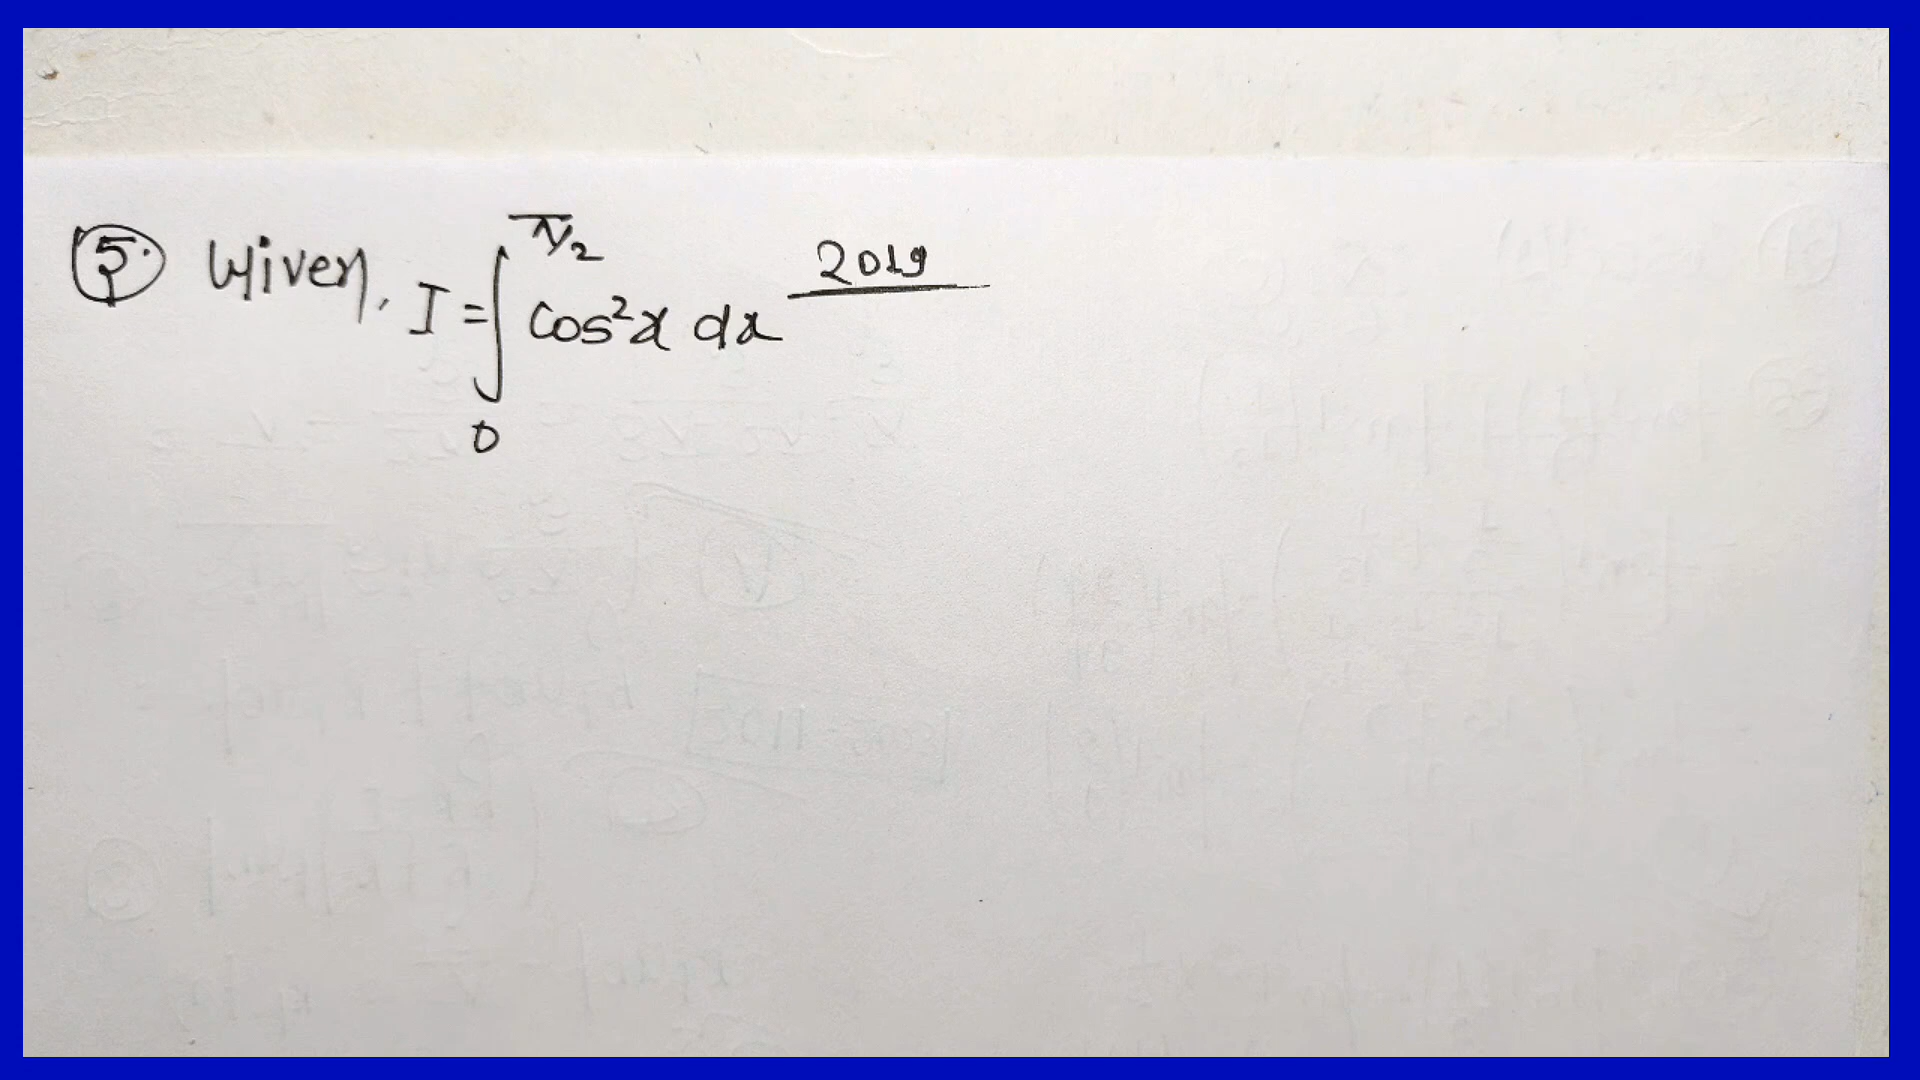 5. Given, I = ∫₀^{π/2} cos²x dx 2019